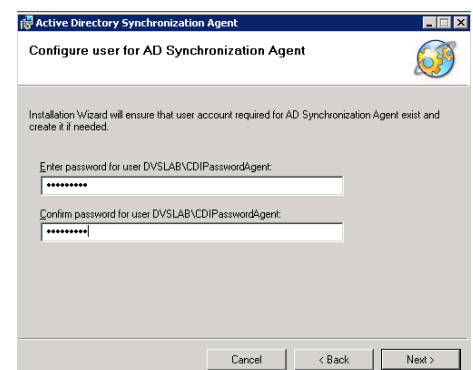 Active Directory Synchronization Agent
Configure user for AD Synchronization Agent
Installation Wizard will ensure that user account required for AD Synchronization Agent exist and
create it if needed.
Enter password for user DVSLAB\CDIPasswordAgent:
•••••••••
Confirm password for user DVSLAB\CDIPasswordAgent:
•••••••••
Cancel
< Back
Next >